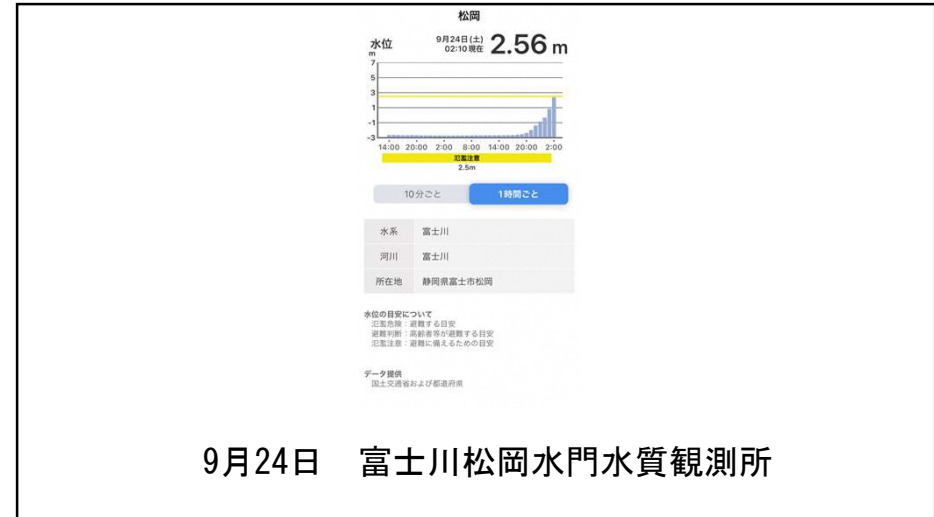 松岡
水位
m
9月24日(土)
02:10 現在
2.56 m
7
5
3
1
-1
-3
14:00 20:00 2:00 8:00 14:00 20:00 2:00
氾濫注意
2.5m
10分ごと 1時間ごと
水系 富士川
河川 富士川
所在地 静岡県富士市松岡
水位の目安について
氾濫危険:避難する目安
避難判断:高齢者等が避難する目安
氾濫注意:避難に備えるための目安
データ提供
国土交通省および都道府県
9月24日 富士川松岡水門水質観測所